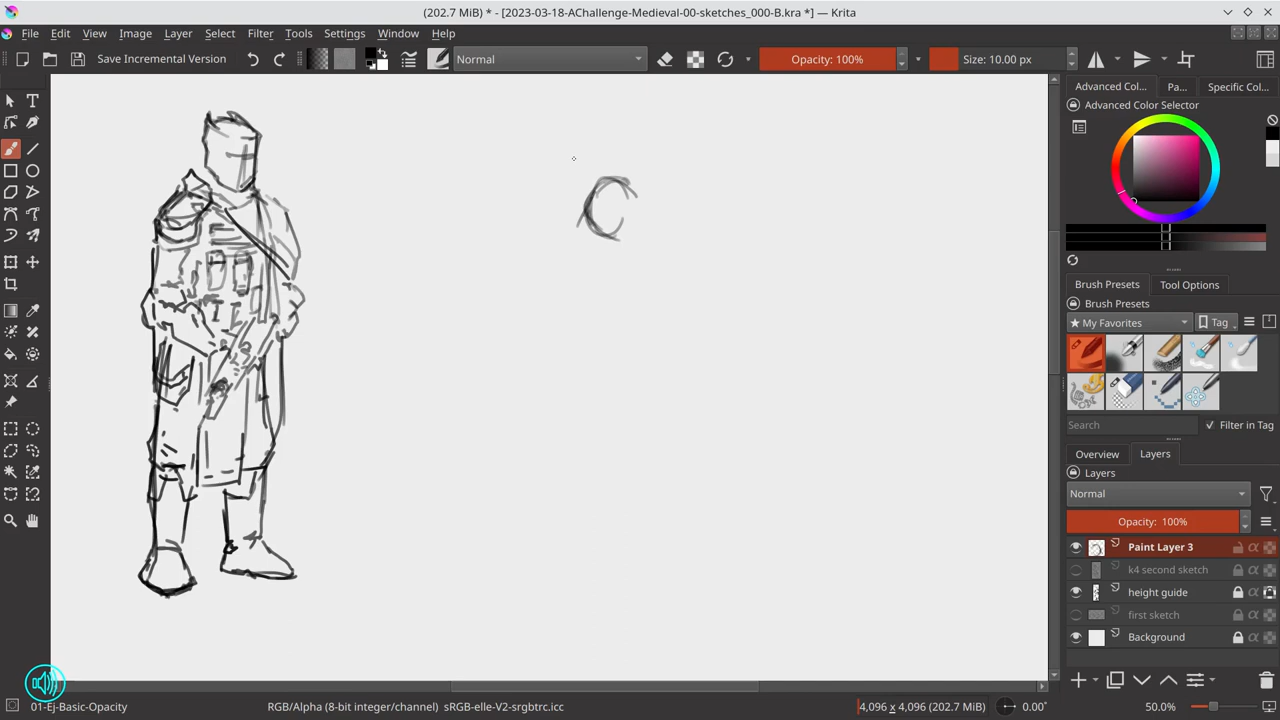 (202.7 MiB) * - [2023-03-18-AChallenge-Medieval-00-sketches_000-B.kra *] — Krita
File Edit View Image Layer Select Filter Tools Settings Window Help
Save Incremental Version Normal Opacity: 100% Size: 10.00 px
Advanced Col... Pa... Specific Col...
Advanced Color Selector
Brush Presets Tool Options
Brush Presets
★ My Favorites Tag
Search Filter in Tag
Overview Layers
Layers
Normal
Opacity: 100%
Paint Layer 3
k4 second sketch
height guide
first sketch
Background
01-Ej-Basic-Opacity RGB/Alpha (8-bit integer/channel) sRGB-elle-V2-srgbtrc.icc 4,096 x 4,096 (202.7 MiB) 0.00° 50.0%